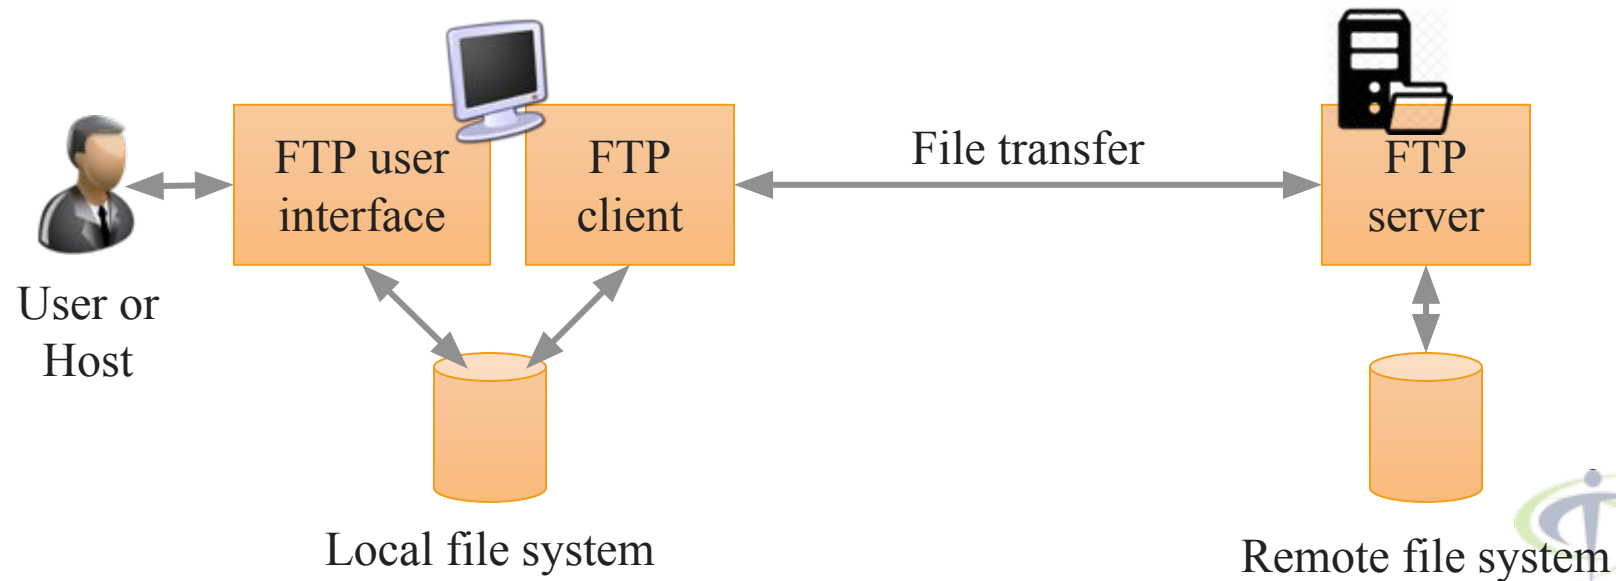 FTP user
interface
FTP
client
File transfer
FTP
server
User or
Host
Local file system
Remote file system